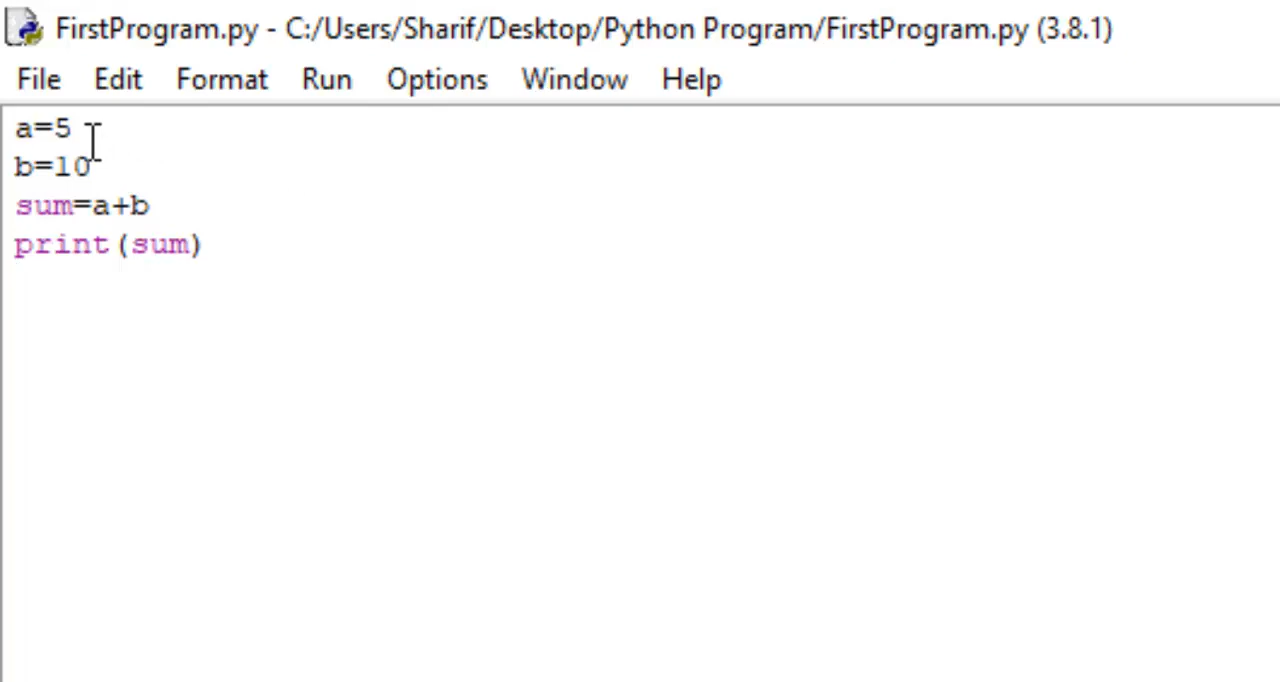 FirstProgram.py - C:/Users/Sharif/Desktop/Python Program/FirstProgram.py (3.8.1)
File Edit Format Run Options Window Help
a=5
b=10
sum=a+b
print(sum)